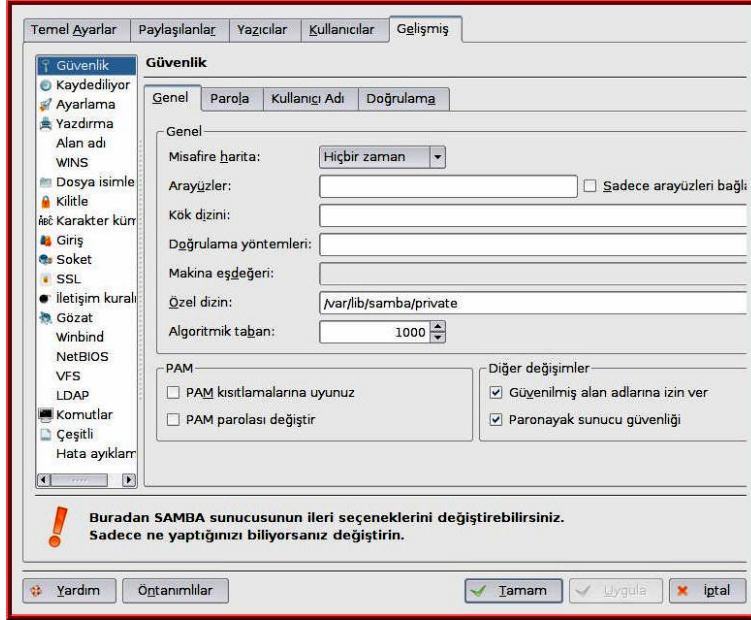 Temel Ayarlar Paylaşılanlar Yazıcılar Kullanıcılar Gelişmiş
Güvenlik
Kaydediliyor
Ayarlama
Yazdırma
Alan adı
WINS
Dosya isimle
Kilitle
Karakter küm
Giriş
Soket
SSL
İletişim kuralı
Gözat
Winbind
NetBIOS
VFS
LDAP
Komutlar
Çeşitli
Hata ayıklam
Güvenlik
Genel Parola Kullanıcı Adı Doğrulama
Genel
Misafire harita: Hiçbir zaman
Arayüzler: Sadece arayüzleri bağla
Kök dizini:
Doğrulama yöntemleri:
Makina eşdeğeri:
Özel dizin: /var/lib/samba/private
Algoritmik taban: 1000
PAM
PAM kısıtlamalarına uyunuz
PAM parolası değiştir
Diğer değişimler
Güvenilmiş alan adlarına izin ver
Paronayak sunucu güvenliği
Buradan SAMBA sunucusunun ileri seçeneklerini değiştirebilirsiniz.
Sadece ne yaptığınızı biliyorsanız değiştirin.
Yardım Öntanımlılar Tamam Uygula İptal